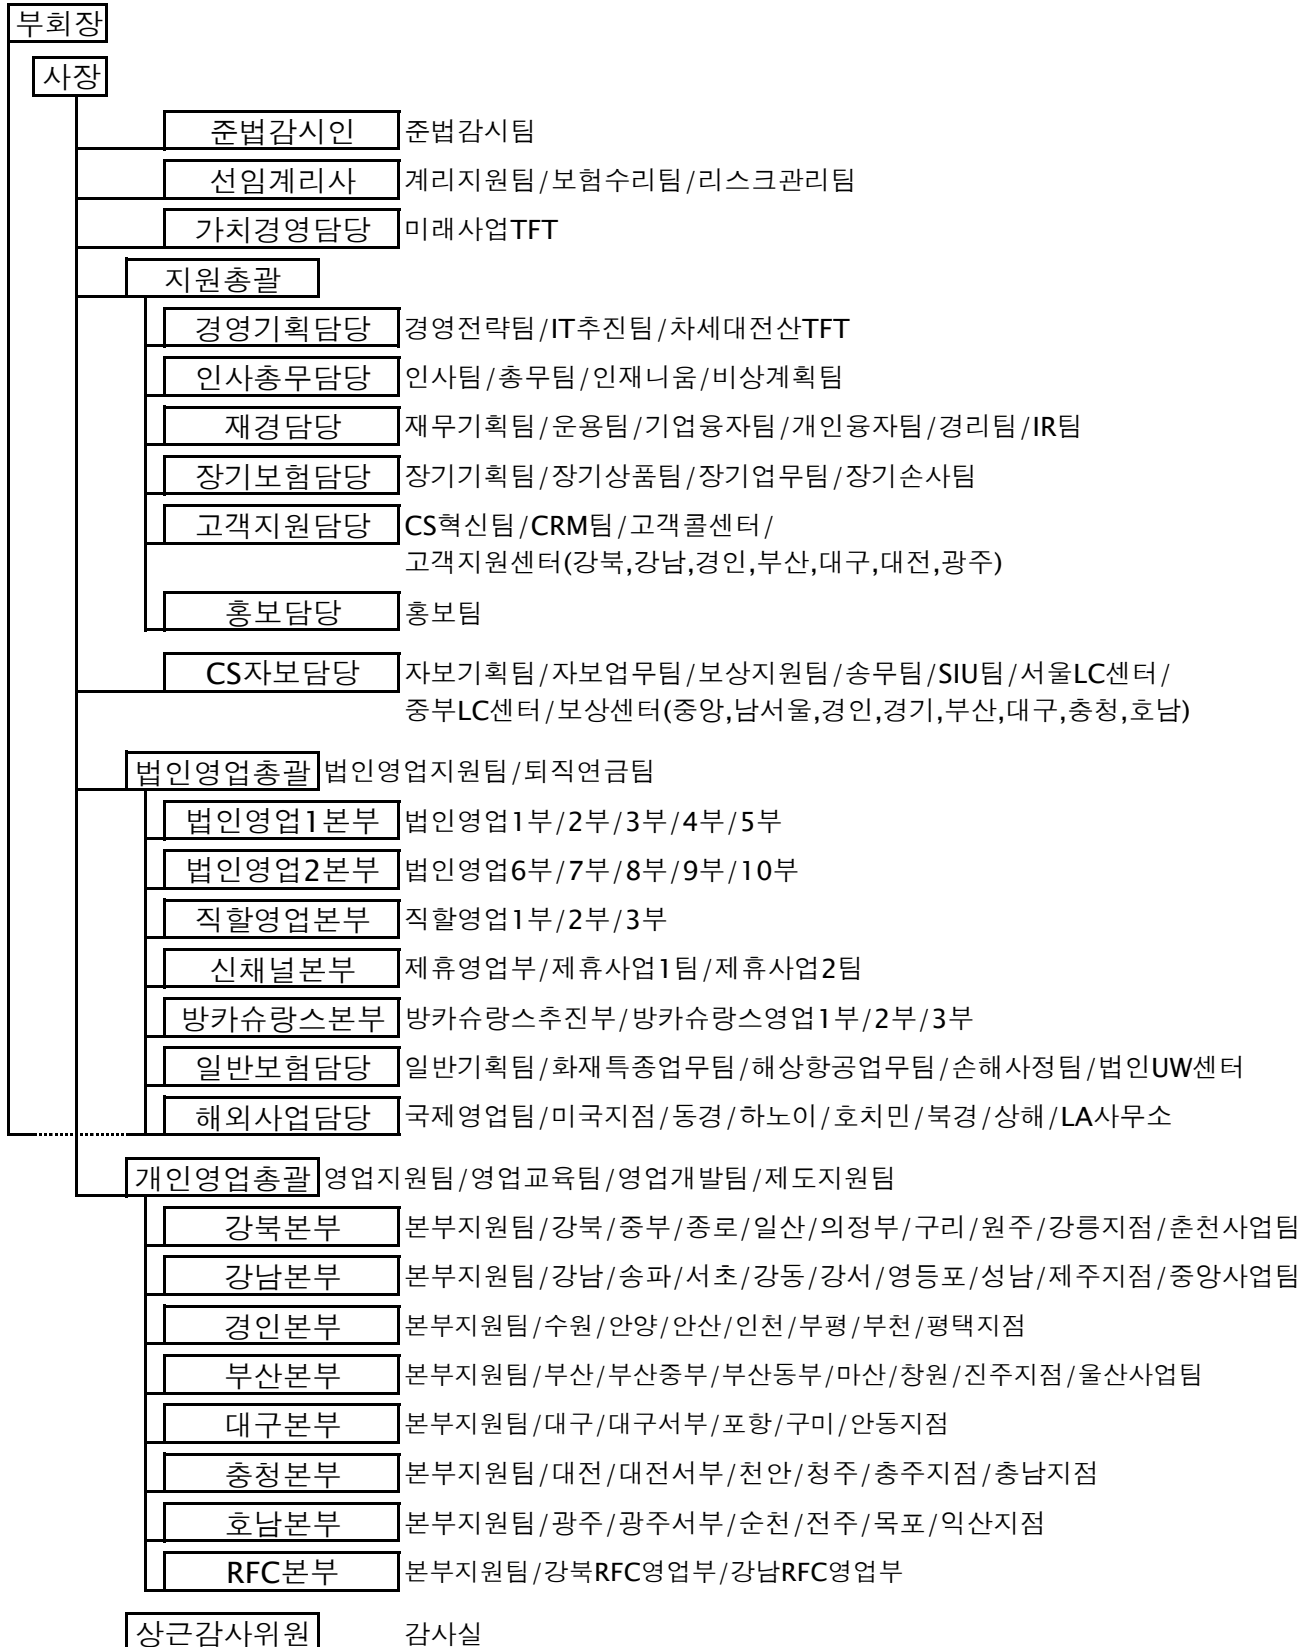 부회장
사장
준법감시인 준법감시팀
선임계리사 계리지원팀/보험수리팀/리스크관리팀
가치경영담당 미래사업TFT
지원총괄
경영기획담당 경영전략팀/IT추진팀/차세대전산TFT
인사총무담당 인사팀/총무팀/인재니움/비상계획팀
재경담당 재무기획팀/운용팀/기업융자팀/개인융자팀/경리팀/IR팀
장기보험담당 장기기획팀/장기상품팀/장기업무팀/장기손사팀
고객지원담당 CS혁신팀/CRM팀/고객콜센터/
고객지원센터(강북,강남,경인,부산,대구,대전,광주)
홍보담당 홍보팀
CS자보담당 자보기획팀/자보업무팀/보상지원팀/송무팀/SIU팀/서울LC센터/
중부LC센터/보상센터(중앙,남서울,경인,경기,부산,대구,충청,호남)
법인영업총괄 법인영업지원팀/퇴직연금팀
법인영업1본부 법인영업1부/2부/3부/4부/5부
법인영업2본부 법인영업6부/7부/8부/9부/10부
직할영업본부 직할영업1부/2부/3부
신채널본부 제휴영업부/제휴사업1팀/제휴사업2팀
방카슈랑스본부 방카슈랑스추진부/방카슈랑스영업1부/2부/3부
일반보험담당 일반기획팀/화재특종업무팀/해상항공업무팀/손해사정팀/법인UW센터
해외사업담당 국제영업팀/미국지점/동경/하노이/호치민/북경/상해/LA사무소
개인영업총괄 영업지원팀/영업교육팀/영업개발팀/제도지원팀
강북본부 본부지원팀/강북/중부/종로/일산/의정부/구리/원주/강릉지점/춘천사업팀
강남본부 본부지원팀/강남/송파/서초/강동/강서/영등포/성남/제주지점/중앙사업팀
경인본부 본부지원팀/수원/안양/안산/인천/부평/부천/평택지점
부산본부 본부지원팀/부산/부산중부/부산동부/마산/창원/진주지점/울산사업팀
대구본부 본부지원팀/대구/대구서부/포항/구미/안동지점
충청본부 본부지원팀/대전/대전서부/천안/청주/충주지점/충남지점
호남본부 본부지원팀/광주/광주서부/순천/전주/목포/익산지점
RFC본부 본부지원팀/강북RFC영업부/강남RFC영업부
상근감사위원 감사실